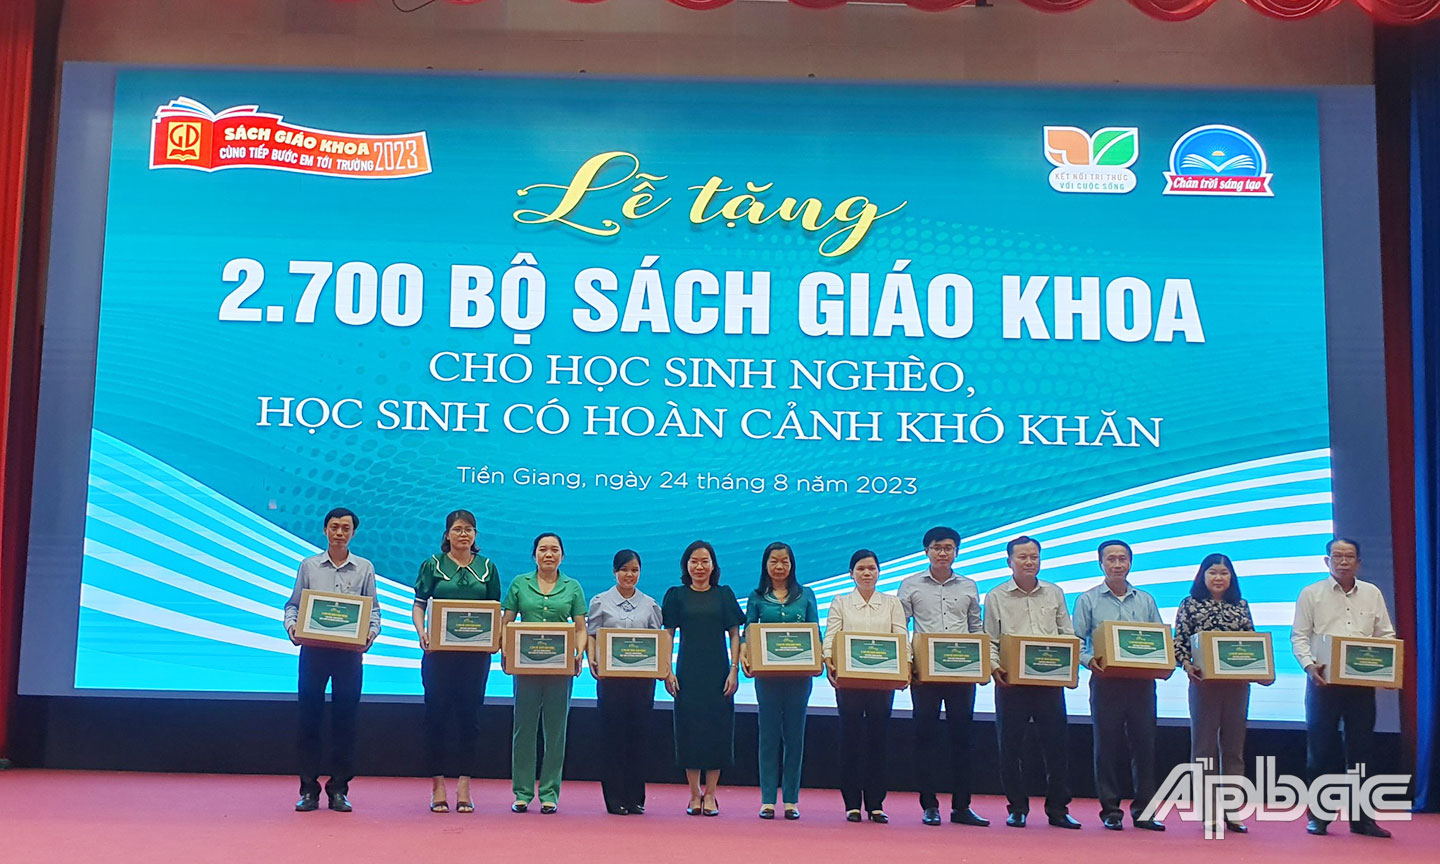 GD
SÁCH GIÁO KHOA
CÙNG TIẾP BƯỚC EM TỚI TRƯỜNG 2023
KẾT NỐI TRI THỨC
VỚI CUỘC SỐNG
Chân trời sáng tạo
Lễ tặng
2.700 BỘ SÁCH GIÁO KHOA
CHO HỌC SINH NGHÈO,
HỌC SINH CÓ HOÀN CẢNH KHÓ KHĂN
Tiền Giang, ngày 24 tháng 8 năm 2023
Apbac